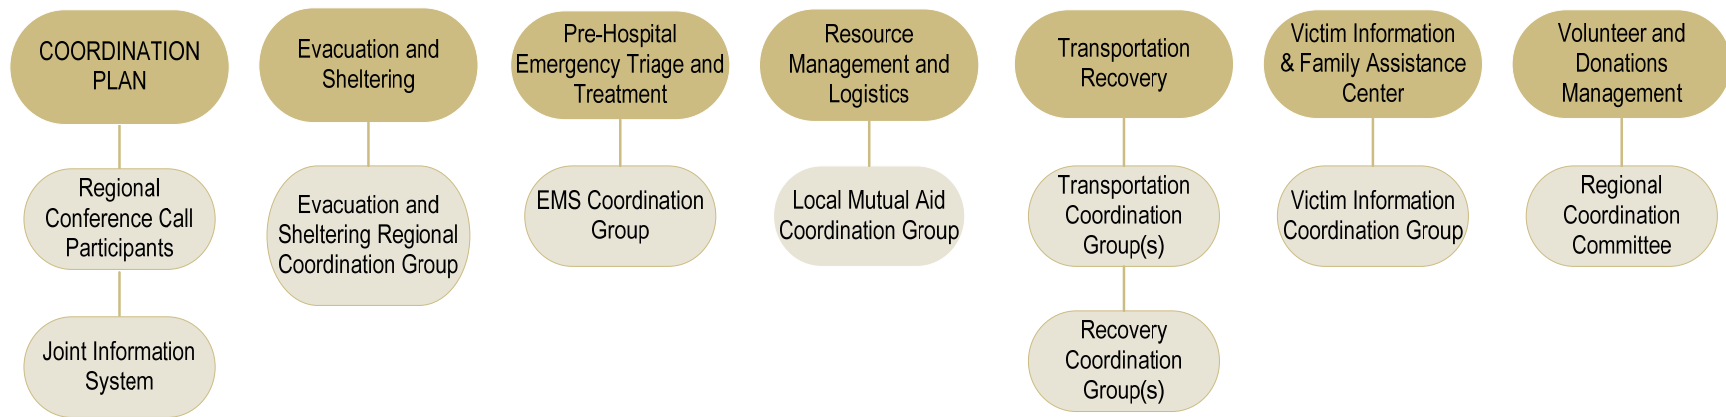 COORDINATION
PLAN
Evacuation and
Sheltering
Pre-Hospital
Emergency Triage and
Treatment
Resource
Management and
Logistics
Transportation
Recovery
Victim Information
& Family Assistance
Center
Volunteer and
Donations
Management
Regional
Conference Call
Participants
Evacuation and
Sheltering Regional
Coordination Group
EMS Coordination
Group
Local Mutual Aid
Coordination Group
Transportation
Coordination
Group(s)
Victim Information
Coordination Group
Regional
Coordination
Committee
Joint Information
System
Recovery
Coordination
Group(s)